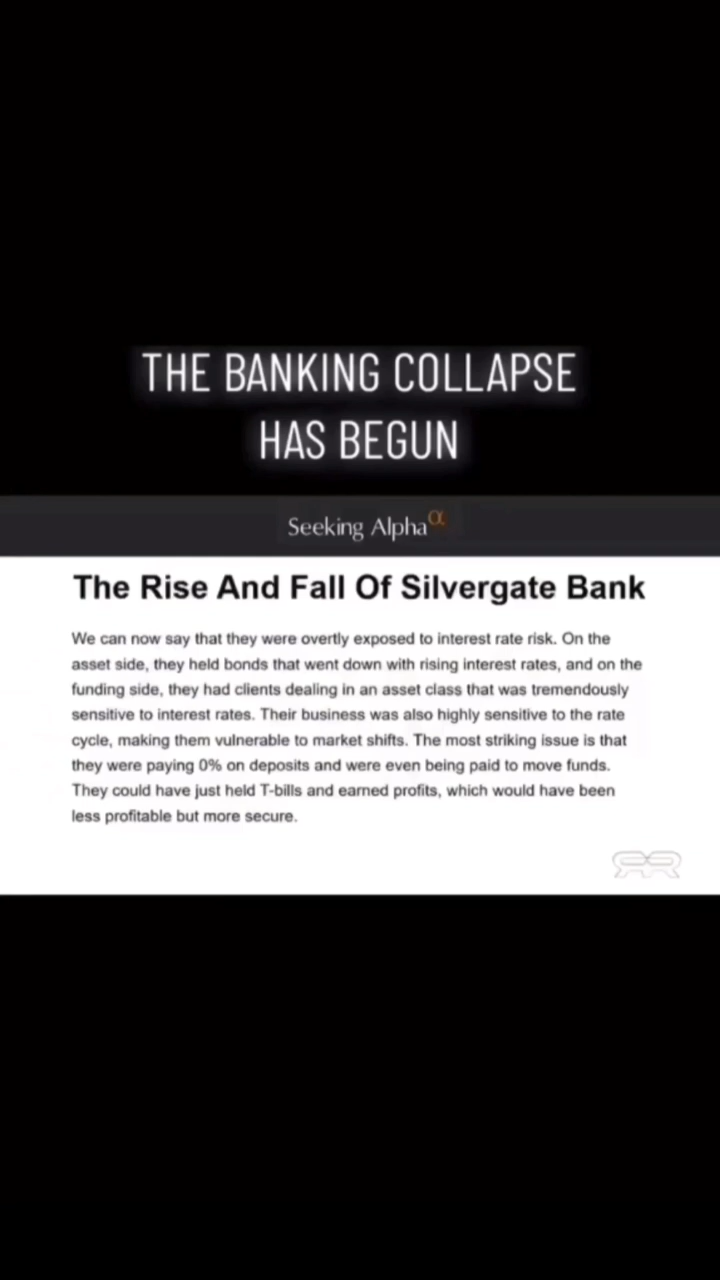 THE BANKING COLLAPSE
HAS BEGUN
Seeking Alphaα
The Rise And Fall Of Silvergate Bank
We can now say that they were overtly exposed to interest rate risk. On the
asset side, they held bonds that went down with rising interest rates, and on the
funding side, they had clients dealing in an asset class that was tremendously
sensitive to interest rates. Their business was also highly sensitive to the rate
cycle, making them vulnerable to market shifts. The most striking issue is that
they were paying 0% on deposits and were even being paid to move funds.
They could have just held T-bills and earned profits, which would have been
less profitable but more secure.
RR